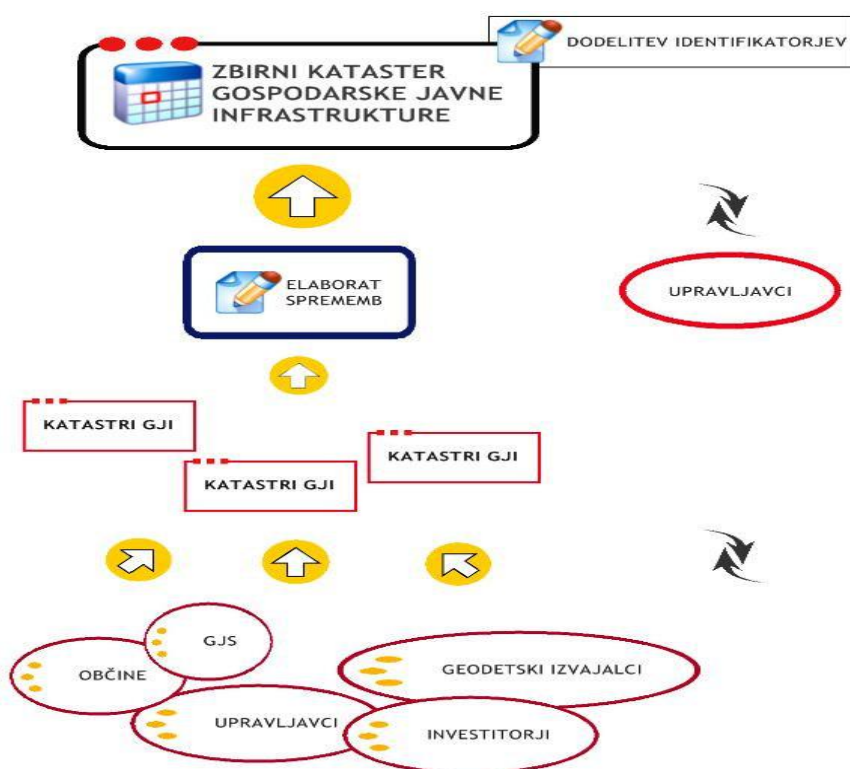 DODELITEV IDENTIFIKATORJEV
ZBIRNI KATASTER
GOSPODARSKE JAVNE
INFRASTRUKTURE
ELABORAT
SPREMEMB
UPRAVLJAVCI
KATASTRI GJI
KATASTRI GJI
KATASTRI GJI
GJS
OBČINE
GEODETSKI IZVAJALCI
UPRAVLJAVCI
INVESTITORJI